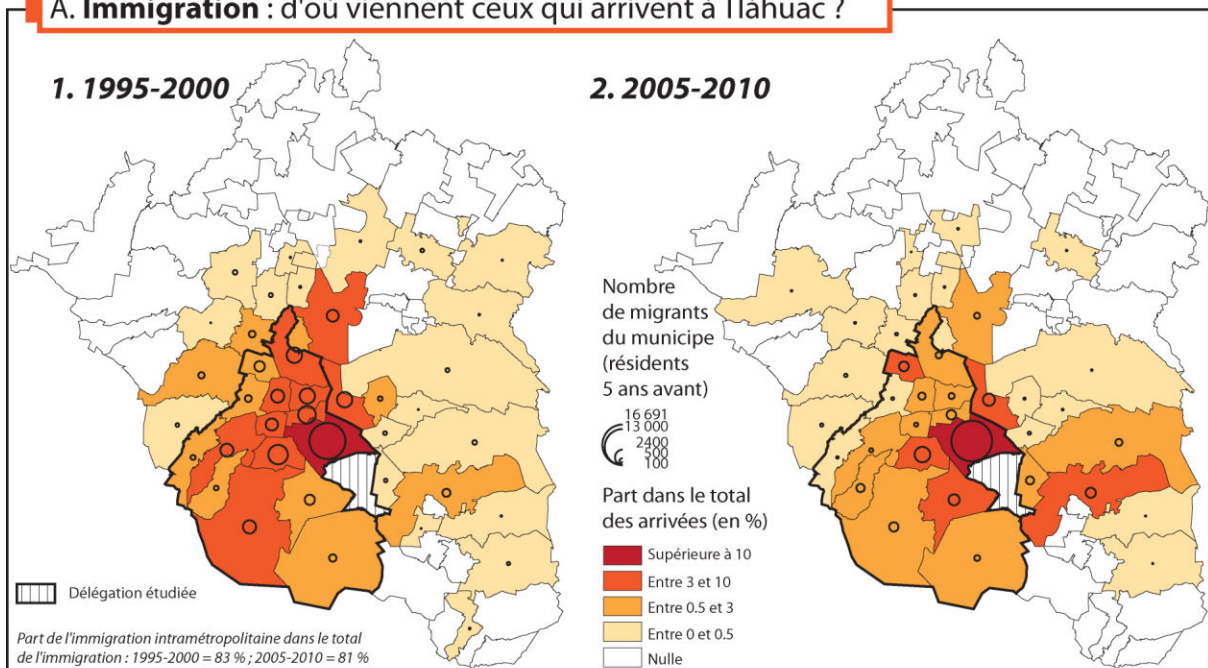 A. Immigration : d'où viennent ceux qui arrivent à Tláhuac ?
1. 1995-2000
2. 2005-2010
Nombre
de migrants
du municipe
(résidents
5 ans avant)
16 691
13 000
2400
500
100
Part dans le total
des arrivées (en %)
Supérieure à 10
Entre 3 et 10
Entre 0.5 et 3
Entre 0 et 0.5
Nulle
Délégation étudiée
Part de l'immigration intramétropolitaine dans le total
de l'immigration : 1995-2000 = 83 % ; 2005-2010 = 81 %